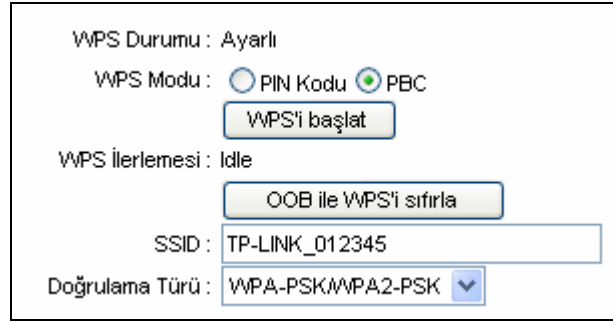 WPS Durumu : Ayarlı
WPS Modu : PIN Kodu PBC
WPS'i başlat
WPS İlerlemesi : Idle
OOB ile WPS'i sıfırla
SSID : TP-LINK_012345
Doğrulama Türü : WPA-PSK/WPA2-PSK